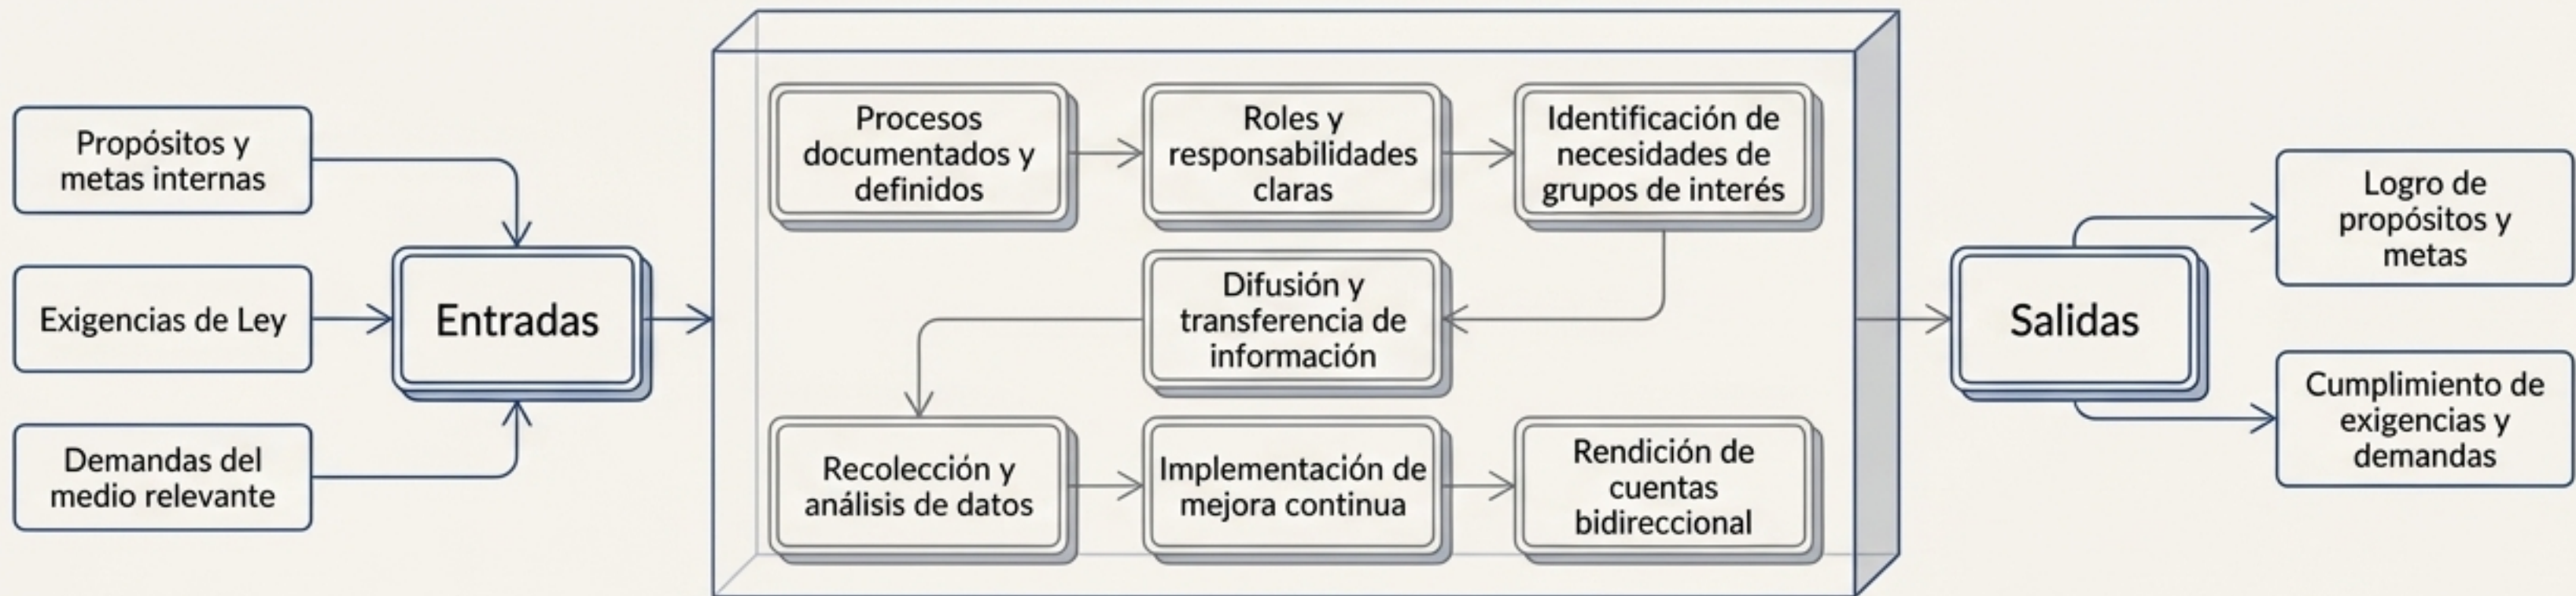 Propósitos y
metas internas
Exigencias de Ley
Demandas del
medio relevante
Entradas
Procesos
documentados y
definidos
Roles y
responsabilidades
claras
Identificación de
necesidades de
grupos de interés
Difusión y
transferencia de
información
Recolección y
análisis de datos
Implementación de
mejora continua
Rendición de
cuentas
bidireccional
Salidas
Logro de
propósitos y
metas
Cumplimiento de
exigencias y
demandas